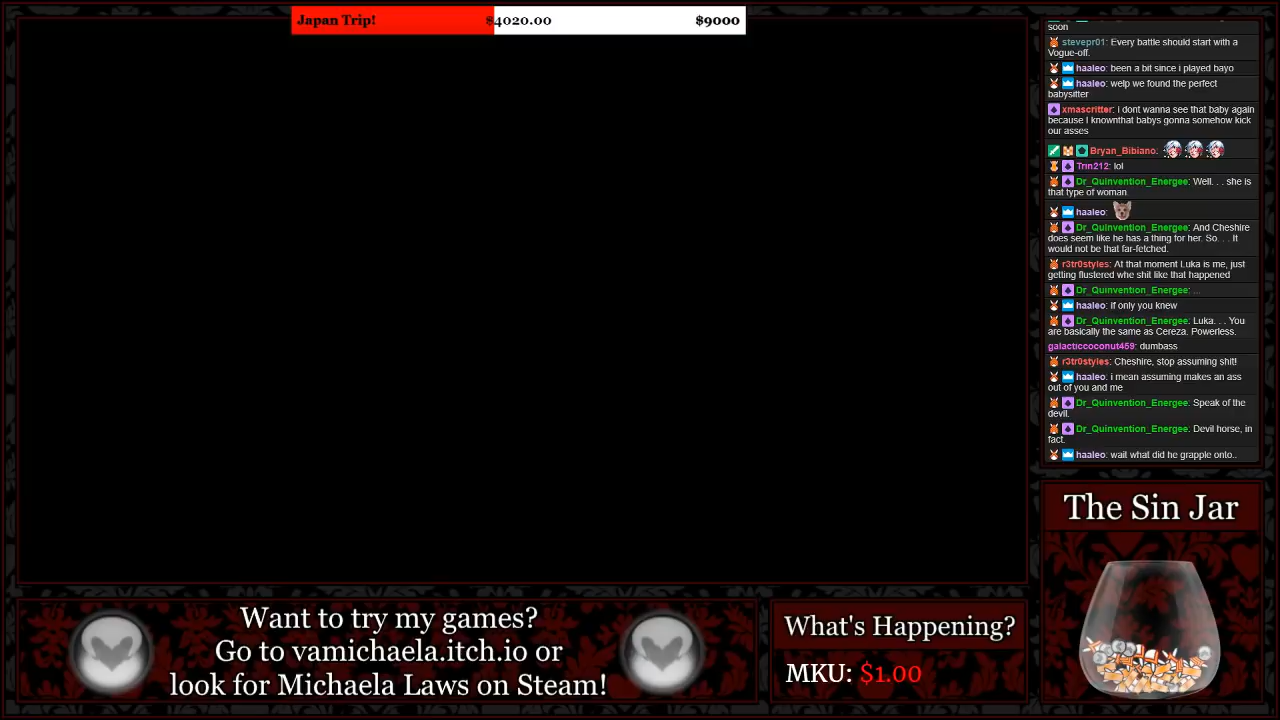 Japan Trip! $4020.00 $9000
soon
stevepr01: Every battle should start with a
Vogue-off.
haaleo: been a bit since i played bayo
haaleo: welp we found the perfect
babysitter
xmascritter: i dont wanna see that baby again
because I knownthat babys gonna somehow kick
our asses
Bryan_Bibiano:
Trin212: lol
Dr_Quinvention_Energee: Well. . . she is
that type of woman
haaleo:
Dr_Quinvention_Energee: And Cheshire
does seem like he has a thing for her. So. . . It
would not be that far-fetched.
r3tr0styles: At that moment Luka is me, just
getting flustered whe shit like that happened
Dr_Quinvention_Energee: ...
haaleo: If only you knew
Dr_Quinvention_Energee: Luka. . . You
are basically the same as Cereza. Powerless.
galacticcoconut459: dumbass
r3tr0styles: Cheshire, stop assuming shit!
haaleo: i mean assuming makes an ass
out of you and me
Dr_Quinvention_Energee: Speak of the
devil.
Dr_Quinvention_Energee: Devil horse, in
fact.
haaleo: wait what did he grapple onto..
The Sin Jar
Want to try my games?
Go to vamichaela.itch.io or
look for Michaela Laws on Steam!
What's Happening?
MKU: $1.00